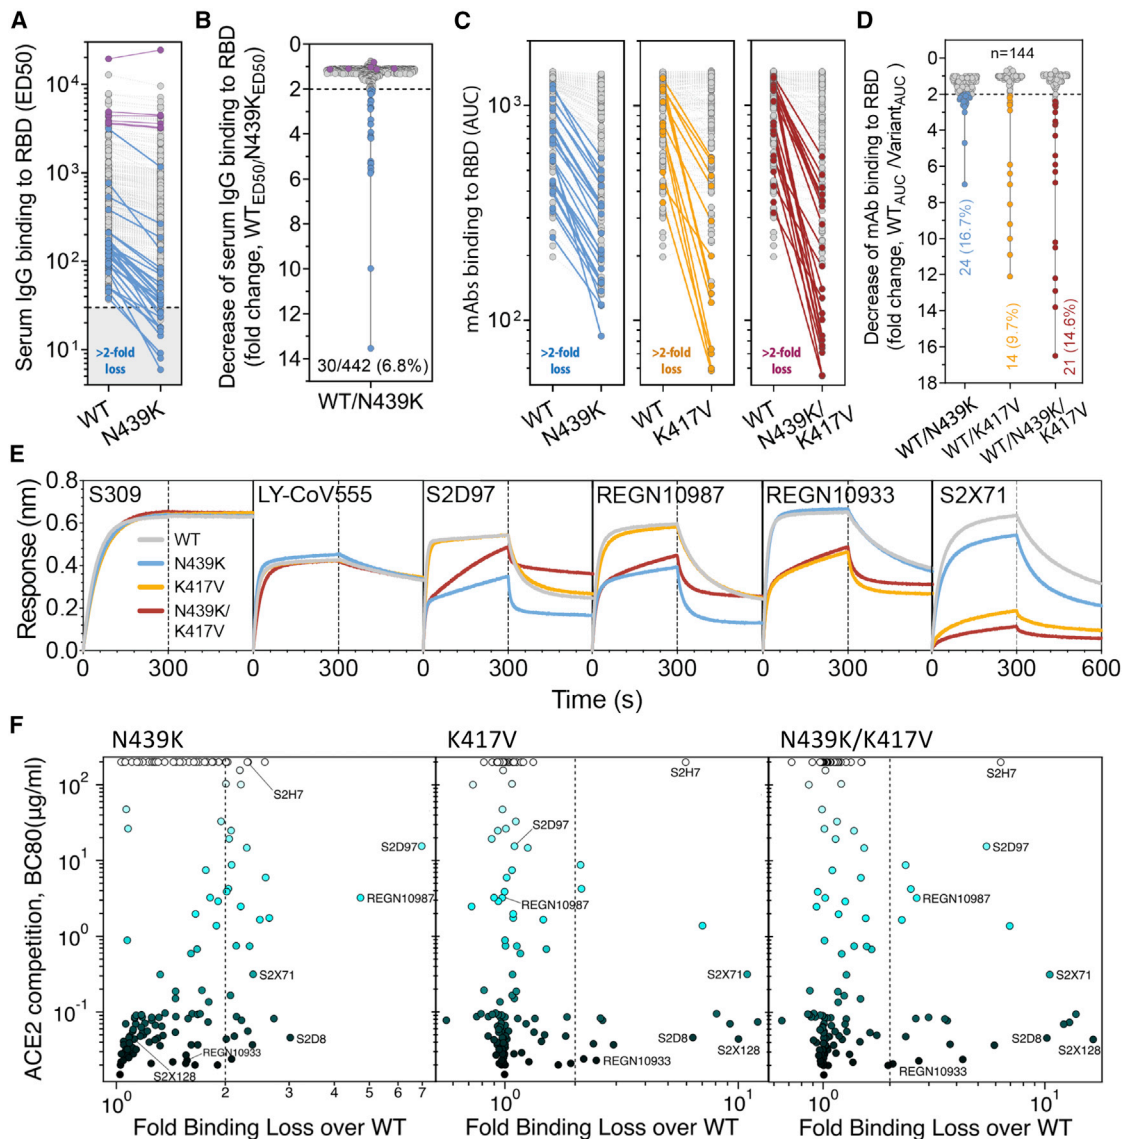 A
Serum IgG binding to RBD (ED50)
10⁴
10³
10²
10¹
>2-fold
loss
WT
N439K
B
Decrease of serum IgG binding to RBD
(fold change, WT_ED50/N439K_ED50)
0
2
4
6
8
10
12
14
30/442 (6.8%)
WT/N439K
C
mAbs binding to RBD (AUC)
10³
10²
>2-fold
loss
WT
N439K
>2-fold
loss
WT
K417V
>2-fold
loss
WT
N439K/
K417V
D
Decrease of mAb binding to RBD
(fold change, WT_AUC /Variant_AUC)
0
2
4
6
8
10
12
14
16
18
n=144
24 (16.7%)
14 (9.7%)
21 (14.6%)
WT/N439K
WT/K417V
WT/N439K/
K417V
E
Response (nm)
0.8
0.6
0.4
0.2
0.0
S309
WT
N439K
K417V
N439K/
K417V
LY-CoV555
S2D97
REGN10987
REGN10933
S2X71
0 300 0 300 0 300 0 300 0 300 0 300 600
Time (s)
F
ACE2 competition, BC80(µg/ml)
10²
10¹
10⁰
10⁻¹
N439K
S2H7
S2D97
REGN10987
S2X71
S2D8
REGN10933
S2X128
10⁰ 2 3 4 5 6 7
Fold Binding Loss over WT
K417V
S2H7
S2D97
REGN10987
S2X71
S2D8
S2X128
REGN10933
10⁰ 10¹
Fold Binding Loss over WT
N439K/K417V
S2H7
S2D97
REGN10987
S2X71
S2D8
S2X128
REGN10933
10⁰ 10¹
Fold Binding Loss over WT